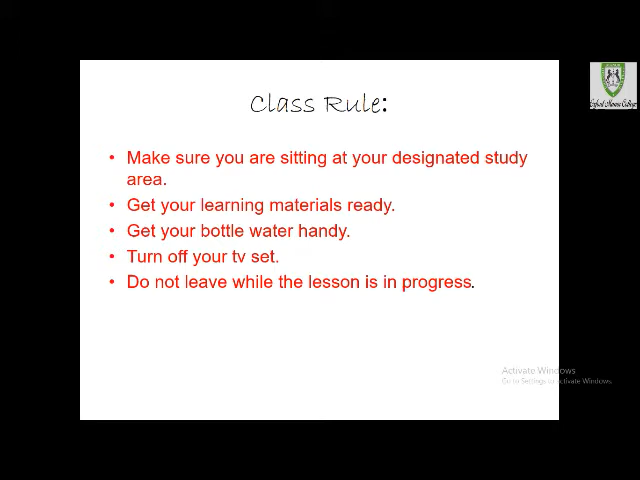 Class Rule:
• Make sure you are sitting at your designated study
area.
• Get your learning materials ready.
• Get your bottle water handy.
• Turn off your tv set.
• Do not leave while the lesson is in progress.
Activate Windows
Go to Settings to activate Windows.